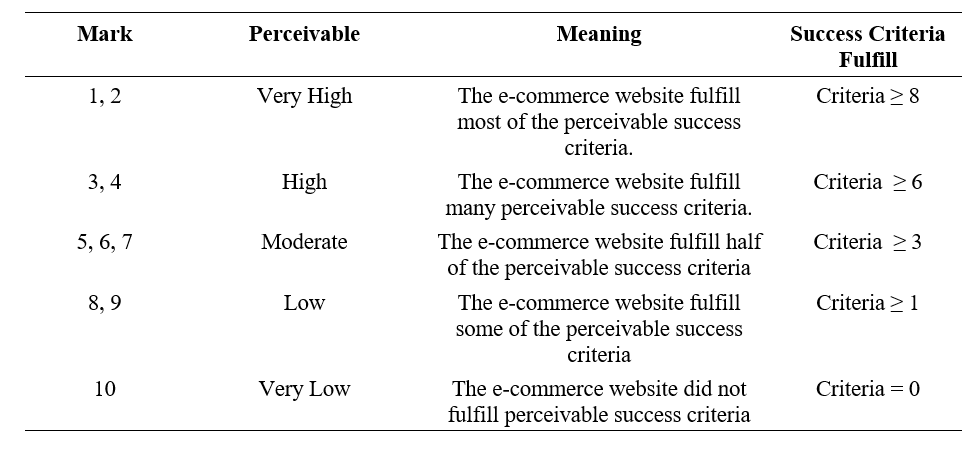 Mark Perceivable Meaning Success Criteria
Fulfill
1, 2 Very High The e-commerce website fulfill Criteria ≥ 8
most of the perceivable success
criteria.
3, 4 High The e-commerce website fulfill Criteria ≥ 6
many perceivable success criteria.
5, 6, 7 Moderate The e-commerce website fulfill half Criteria ≥ 3
of the perceivable success criteria
8, 9 Low The e-commerce website fulfill Criteria ≥ 1
some of the perceivable success
criteria
10 Very Low The e-commerce website did not Criteria = 0
fulfill perceivable success criteria